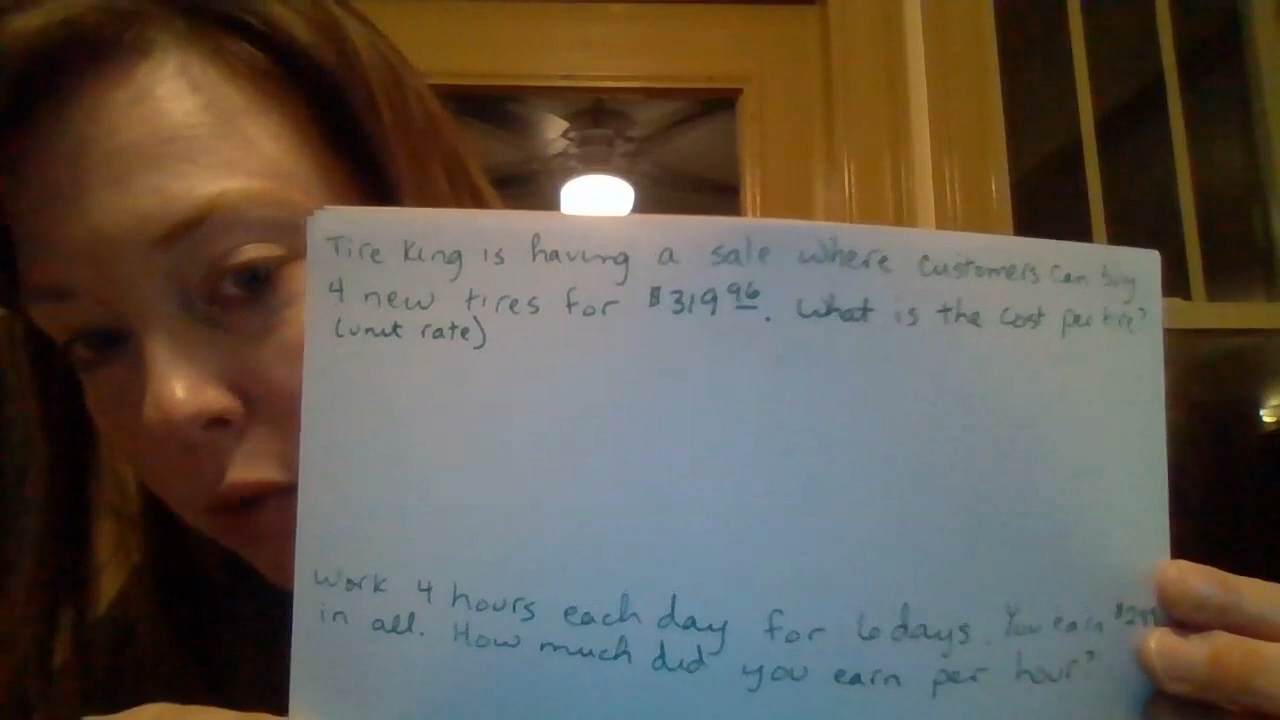 Tire King is having a sale where customers can buy
4 new tires for $319 96. What is the cost per tire?
(unit rate)
Work 4 hours each day for 6 days. You earn
in all. How much did you earn per hour?